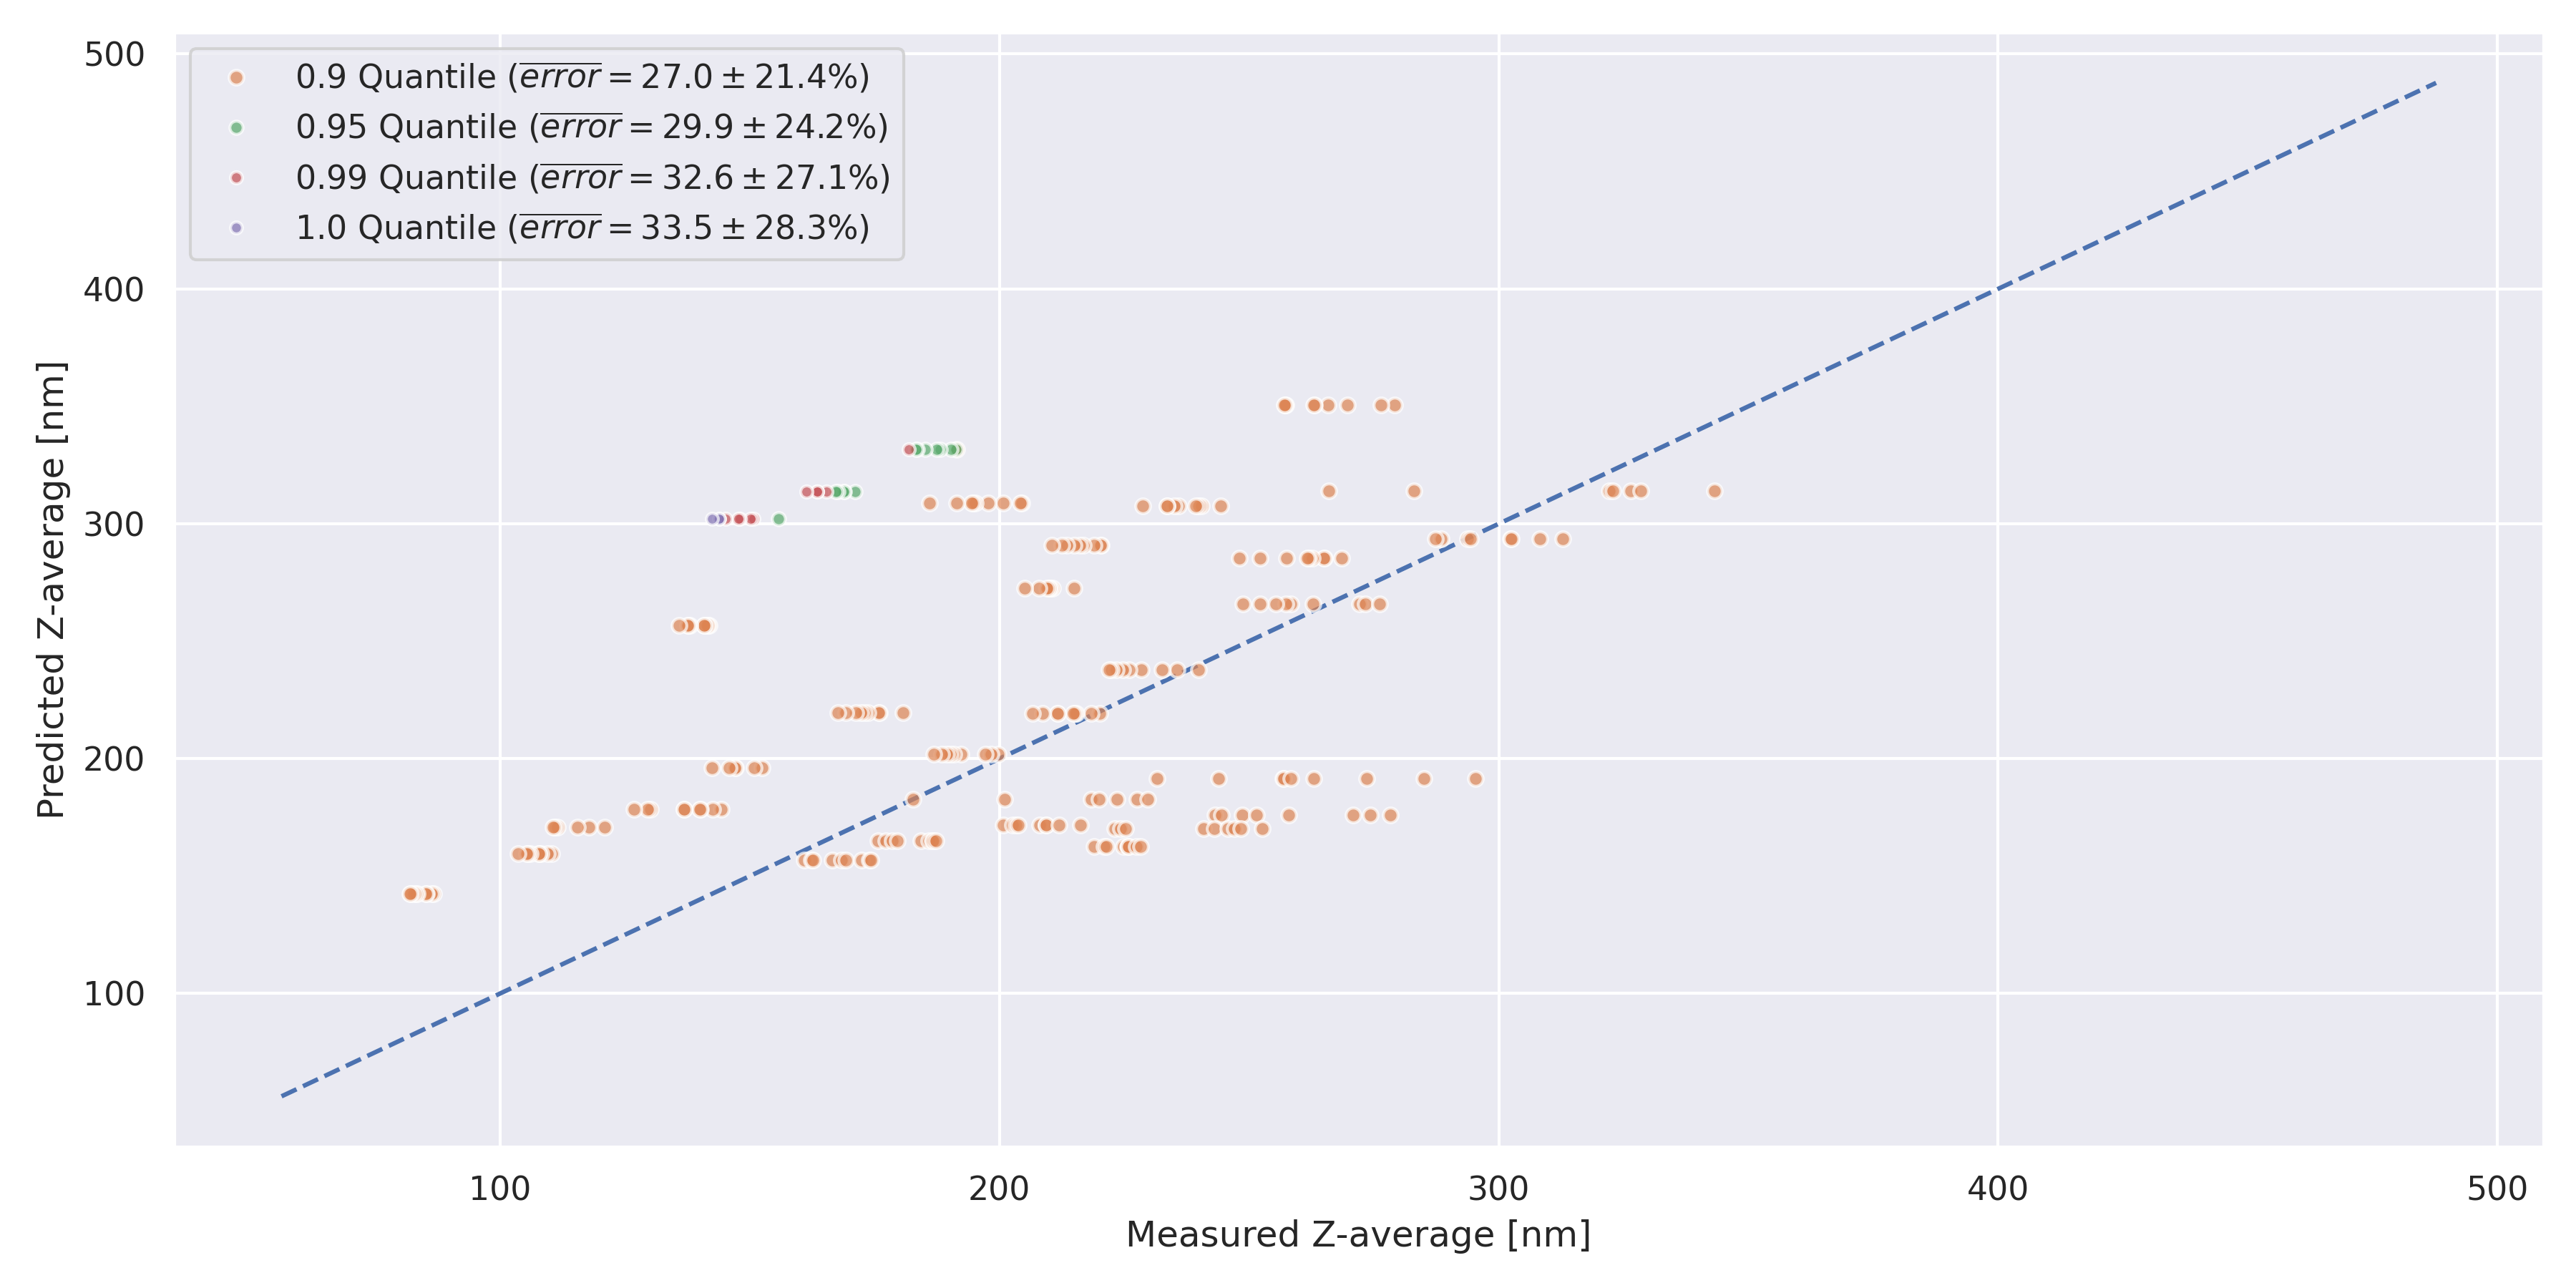 500
400
300
200
100
Predicted Z-average [nm]
0.9 Quantile (error = 27.0 ± 21.4%)
0.95 Quantile (error = 29.9 ± 24.2%)
0.99 Quantile (error = 32.6 ± 27.1%)
1.0 Quantile (error = 33.5 ± 28.3%)
100 200 300 400 500
Measured Z-average [nm]